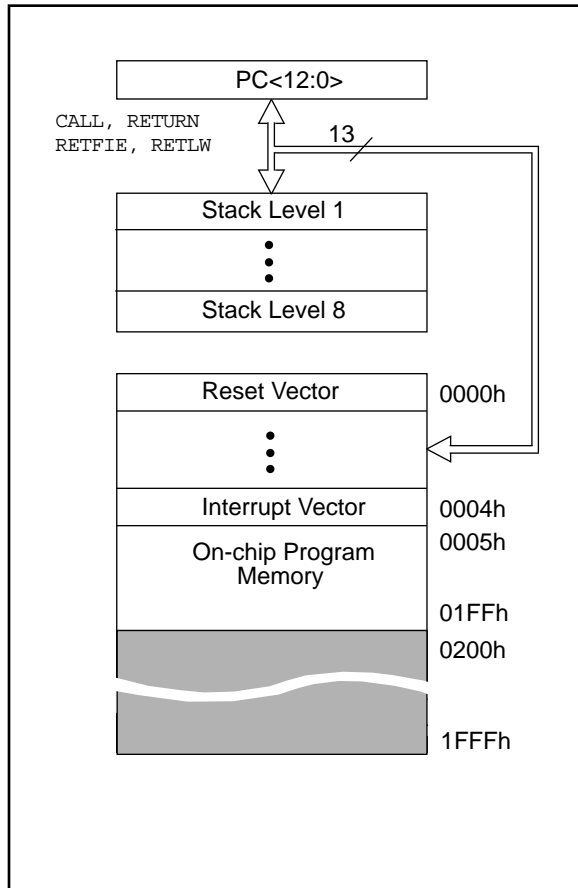 PC<12:0>
CALL, RETURN
RETFIE, RETLW
13
Stack Level 1
Stack Level 8
Reset Vector
0000h
Interrupt Vector
0004h
0005h
On-chip Program
Memory
01FFh
0200h
1FFFh